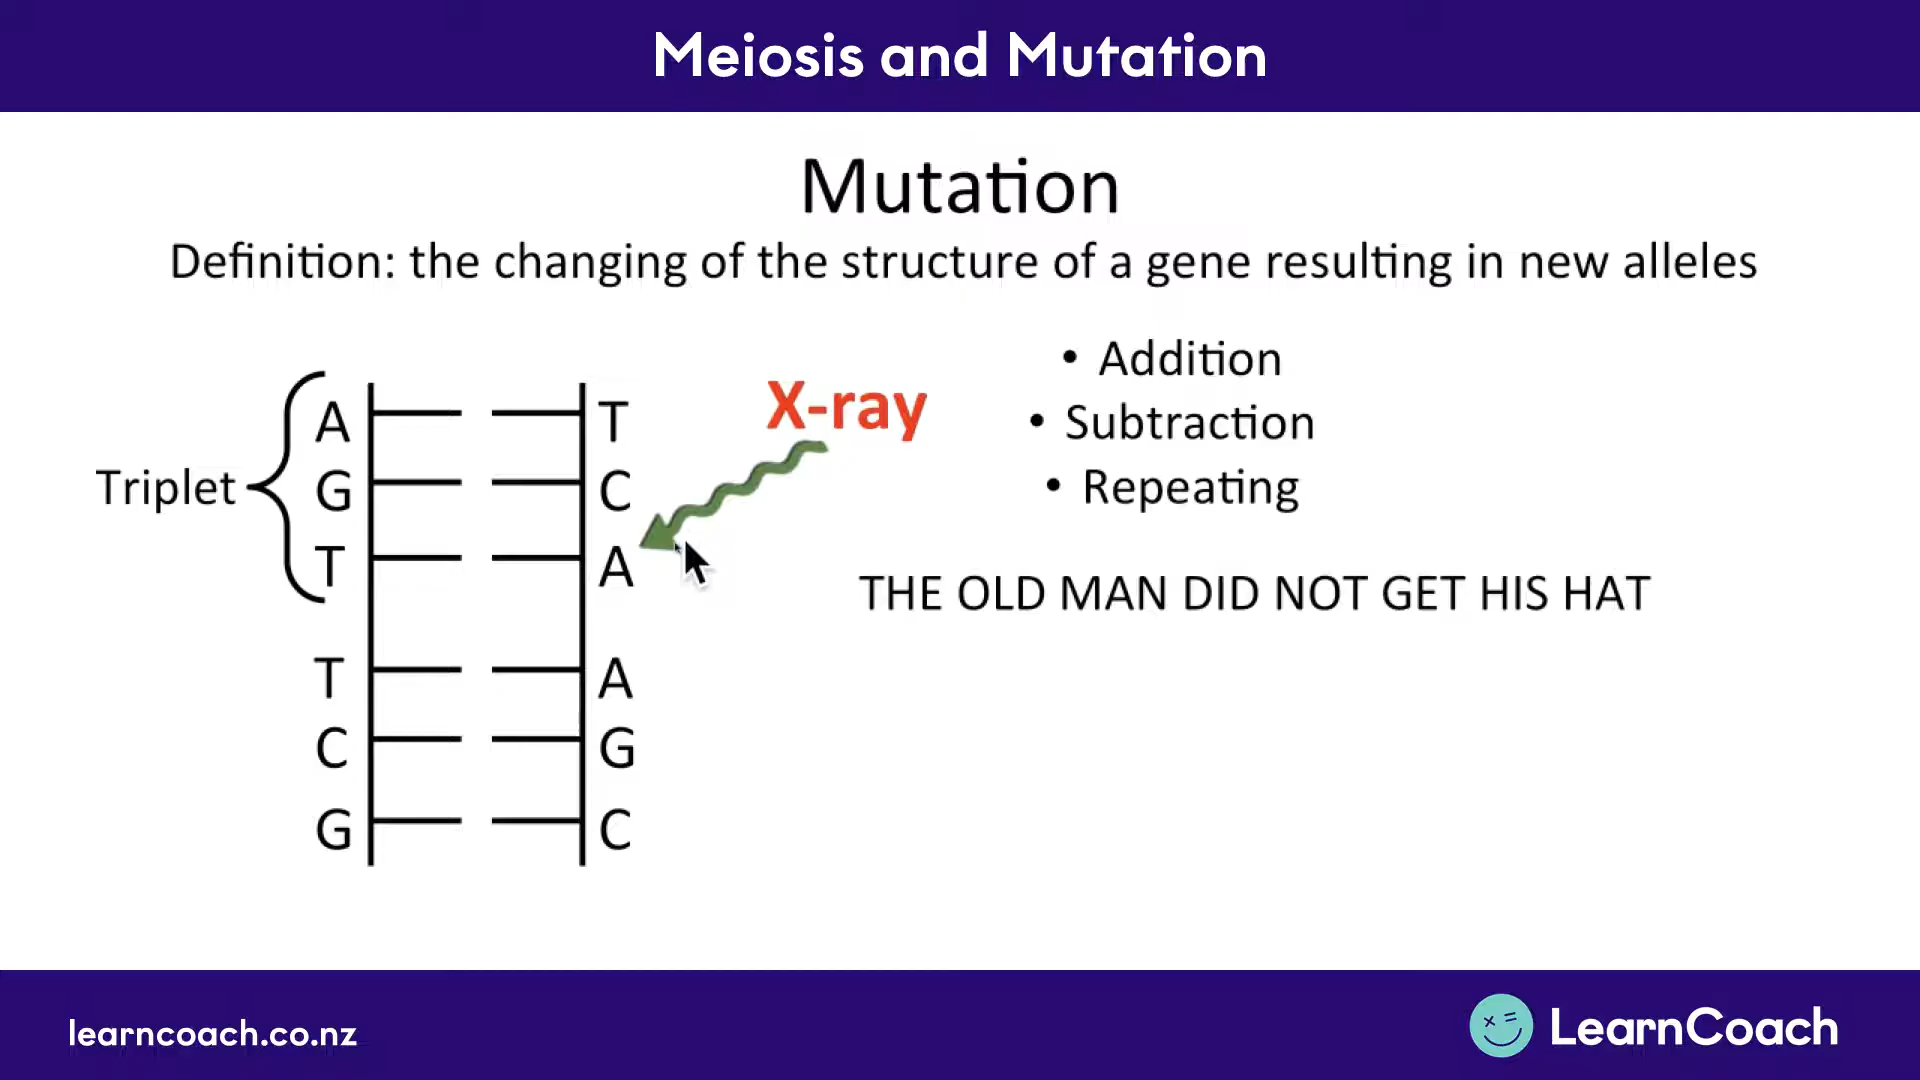 Meiosis and Mutation
Mutation
Definition: the changing of the structure of a gene resulting in new alleles
• Addition
• Subtraction
• Repeating
X-ray
Triplet
A T
G C
T A
T A
C G
G C
THE OLD MAN DID NOT GET HIS HAT
learncoach.co.nz
LearnCoach